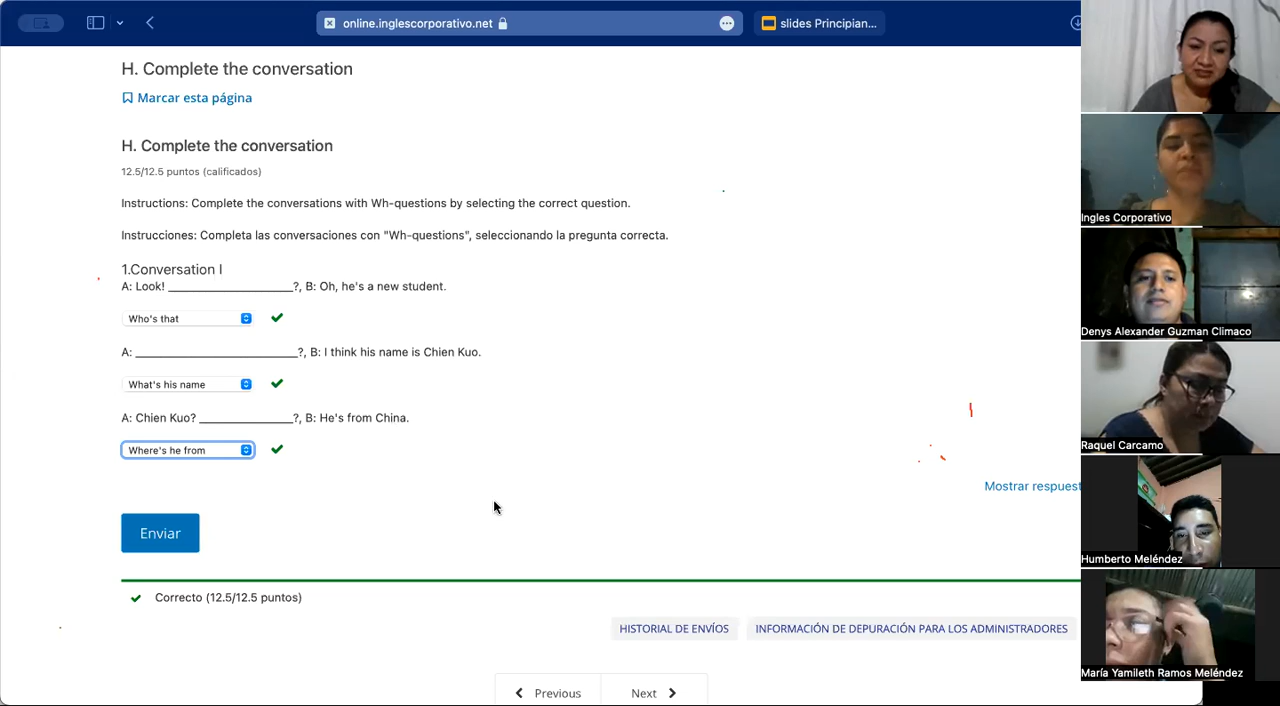 online.inglescorporativo.net
slides Principian...
H. Complete the conversation
Marcar esta página
H. Complete the conversation
12.5/12.5 puntos (calificados)
Instructions: Complete the conversations with Wh-questions by selecting the correct question.
Instrucciones: Completa las conversaciones con "Wh-questions", seleccionando la pregunta correcta.
1.Conversation I
A: Look! ____________________?, B: Oh, he's a new student.
Who's that
A: __________________________?, B: I think his name is Chien Kuo.
What's his name
A: Chien Kuo? _______________?, B: He's from China.
Where's he from
Mostrar respuest
Enviar
Correcto (12.5/12.5 puntos)
HISTORIAL DE ENVÍOS
INFORMACIÓN DE DEPURACIÓN PARA LOS ADMINISTRADORES
Previous
Next
Ingles Corporativo
Denys Alexander Guzman Climaco
Raquel Carcamo
Humberto Meléndez
María Yamileth Ramos Meléndez